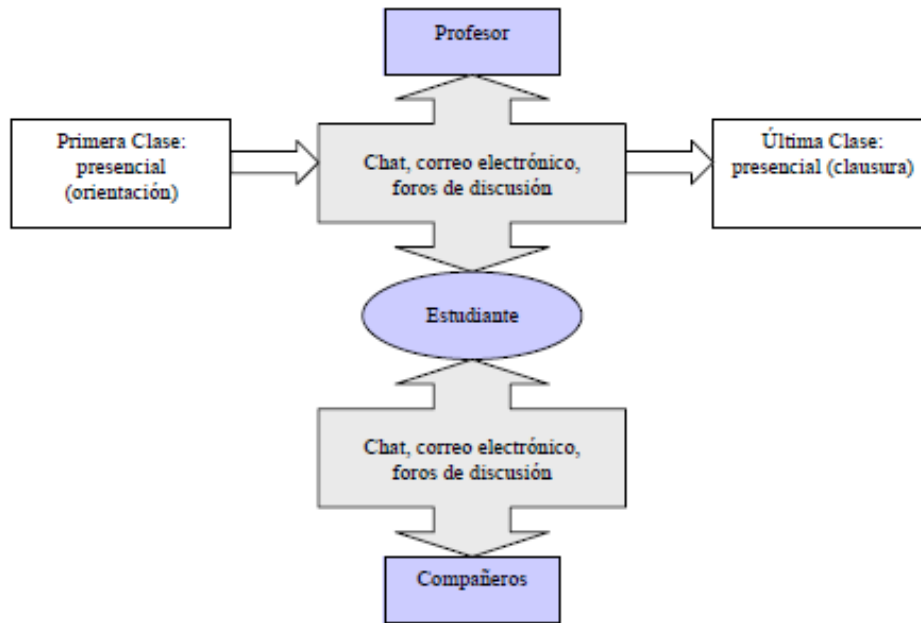 Profesor
Primera Clase:
presencial
(orientación)
Chat, correo electrónico,
foros de discusión
Última Clase:
presencial (clausura)
Estudiante
Chat, correo electrónico,
foros de discusión
Compañeros